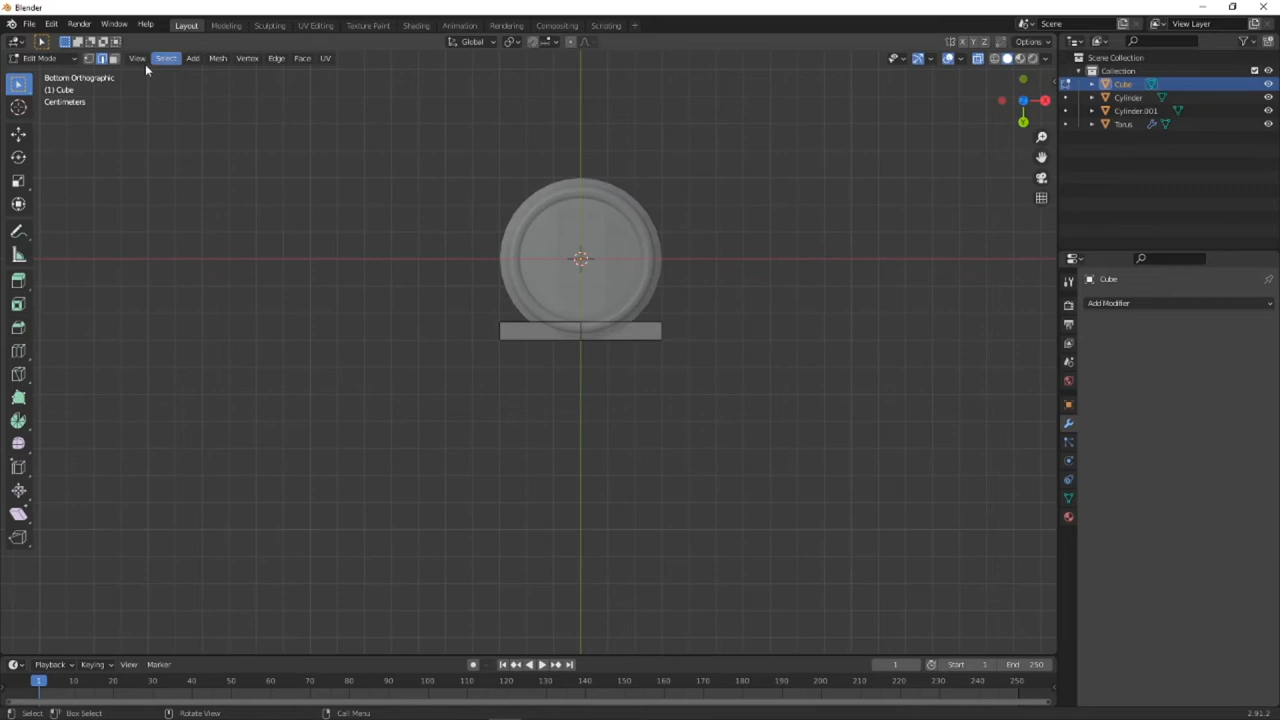 Blender
File Edit Render Window Help
Layout Modeling Sculpting UV Editing Texture Paint Shading Animation Rendering Compositing Scripting +
Scene View Layer
Global Options
X Y Z
Edit Mode View Select Add Mesh Vertex Edge Face UV
Scene Collection
Collection
Cube
Cylinder
Cylinder.001
Torus
Bottom Orthographic
(1) Cube
Centimeters
X
Y
Z
Cube
Add Modifier
Playback Keying View Marker
1 Start 1 End 250
1 10 20 30 40 50 60 70 80 90 100 110 120 130 140 150 160 170 180 190 200 210 220 230 240 250
Select Box Select Rotate View Call Menu 2.91.2